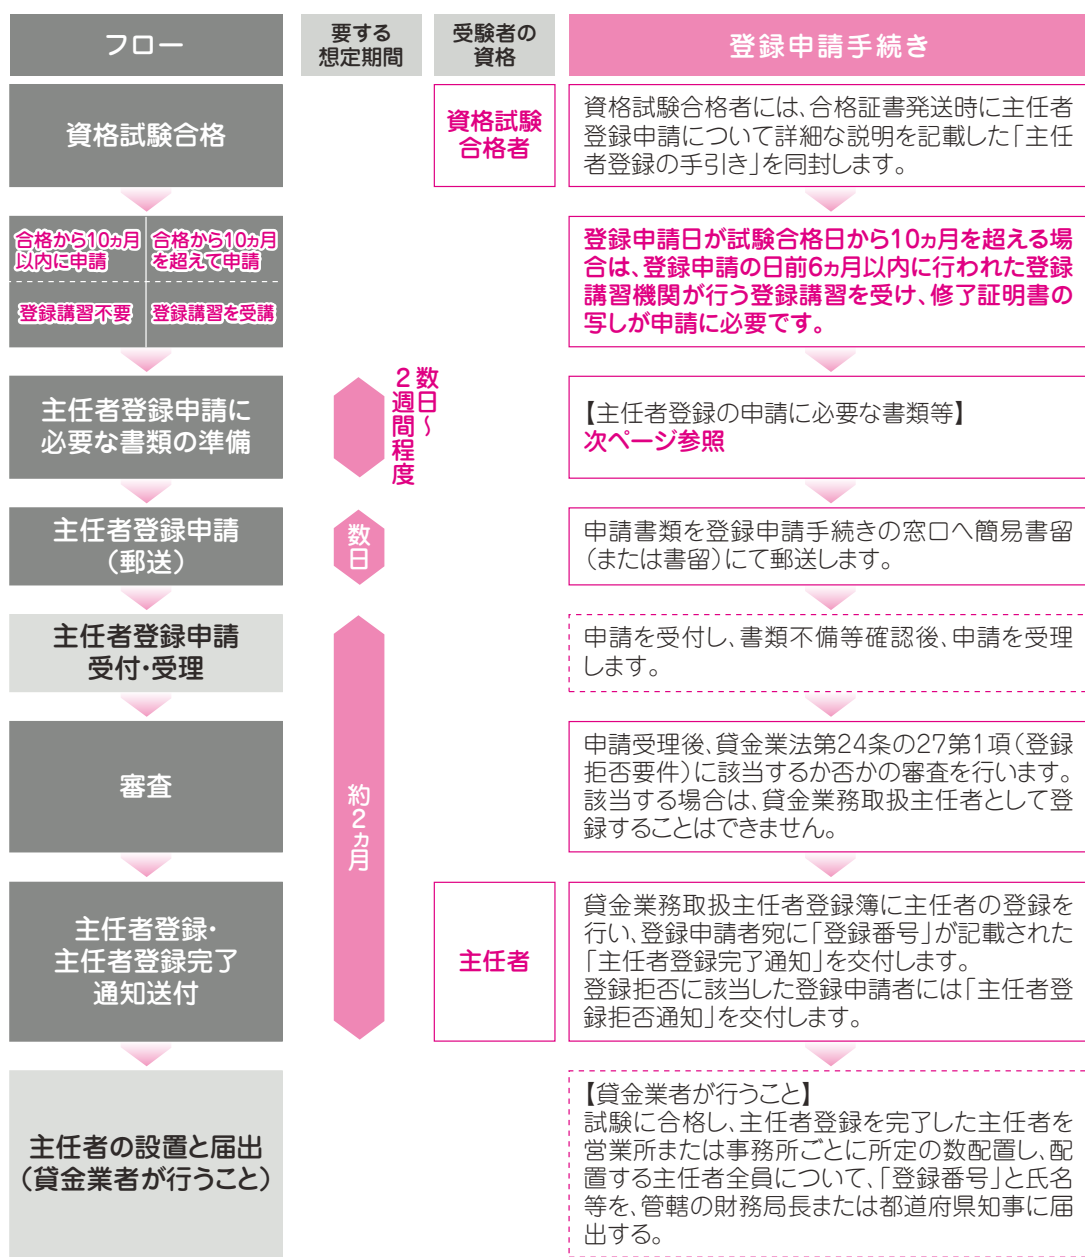 フロー
要する
想定期間
受験者の
資格
登録申請手続き
資格試験合格
資格試験
合格者
資格試験合格者には、合格証書発送時に主任者
登録申請について詳細な説明を記載した「主任
者登録の手引き」を同封します。
合格から10ヵ月
以内に申請
合格から10ヵ月
を超えて申請
登録講習不要
登録講習を受講
登録申請日が試験合格日から10ヵ月を超える場
合は、登録申請の日前6ヵ月以内に行われた登録
講習機関が行う登録講習を受け、修了証明書の
写しが申請に必要です。
主任者登録申請に
必要な書類の準備
数日〜
2週間程度
【主任者登録の申請に必要な書類等】
次ページ参照
主任者登録申請
（郵送）
数日
申請書類を登録申請手続きの窓口へ簡易書留
（または書留）にて郵送します。
主任者登録申請
受付・受理
約2ヵ月
申請を受付し、書類不備等確認後、申請を受理
します。
審査
申請受理後、貸金業法第24条の27第1項（登録
拒否要件）に該当するか否かの審査を行います。
該当する場合は、貸金業務取扱主任者として登
録することはできません。
主任者登録・
主任者登録完了
通知送付
主任者
貸金業務取扱主任者登録簿に主任者の登録を
行い、登録申請者宛に「登録番号」が記載された
「主任者登録完了通知」を交付します。
登録拒否に該当した登録申請者には「主任者登
録拒否通知」を交付します。
主任者の設置と届出
（貸金業者が行うこと）
【貸金業者が行うこと】
試験に合格し、主任者登録を完了した主任者を
営業所または事務所ごとに所定の数配置し、配
置する主任者全員について、「登録番号」と氏名
等を、管轄の財務局長または都道府県知事に届
出する。